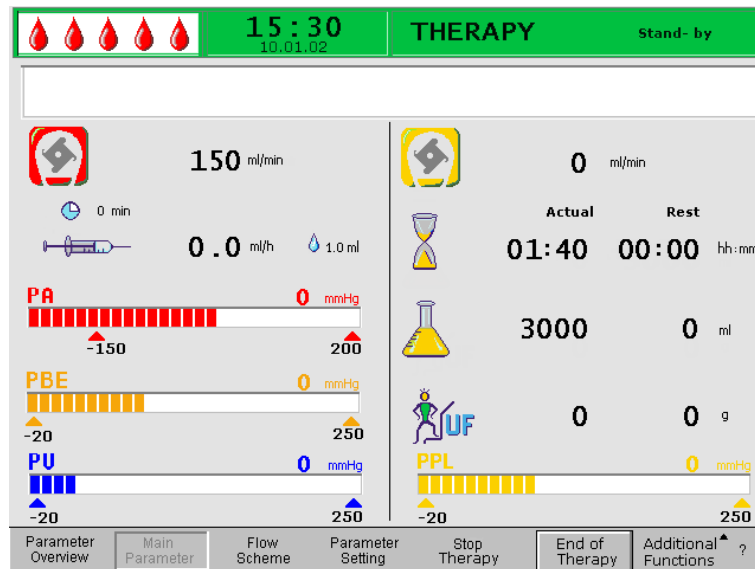 15:30
10.01.02
THERAPY
Stand- by
150 ml/min
0 ml/min
0 min
Actual Rest
0.0 ml/h 1.0 ml
01:40 00:00 hh:mm
PA 0 mmHg
-150 200
3000 0 ml
PBE 0 mmHg
-20 250
UF 0 0 g
PV 0 mmHg
-20 250
PPL 0 mmHg
-20 250
Parameter
Overview
Main
Parameter
Flow
Scheme
Parameter
Setting
Stop
Therapy
End of
Therapy
Additional
Functions
?